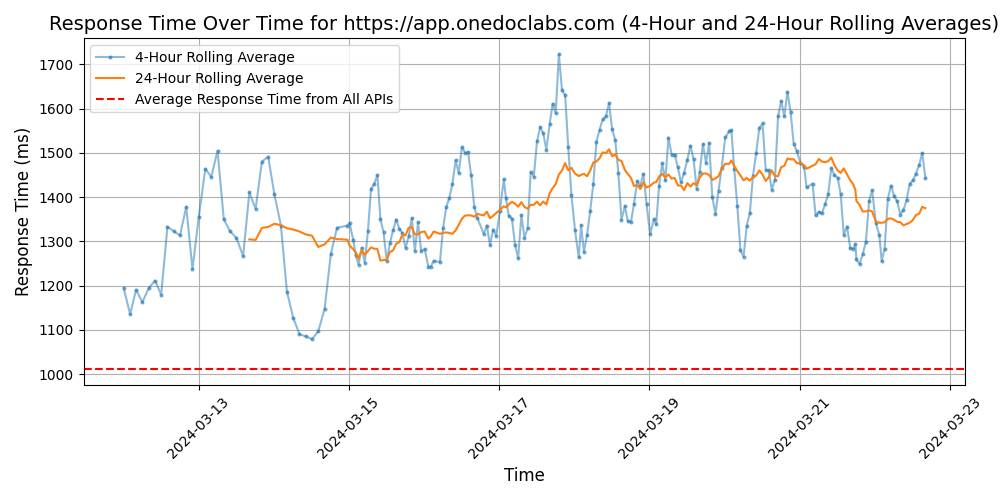 Response Time Over Time for https://app.onedoclabs.com (4-Hour and 24-Hour Rolling Averages)
4-Hour Rolling Average
24-Hour Rolling Average
Average Response Time from All APIs
Response Time (ms)
1700
1600
1500
1400
1300
1200
1100
1000
2024-03-13
2024-03-15
2024-03-17
2024-03-19
2024-03-21
2024-03-23
Time